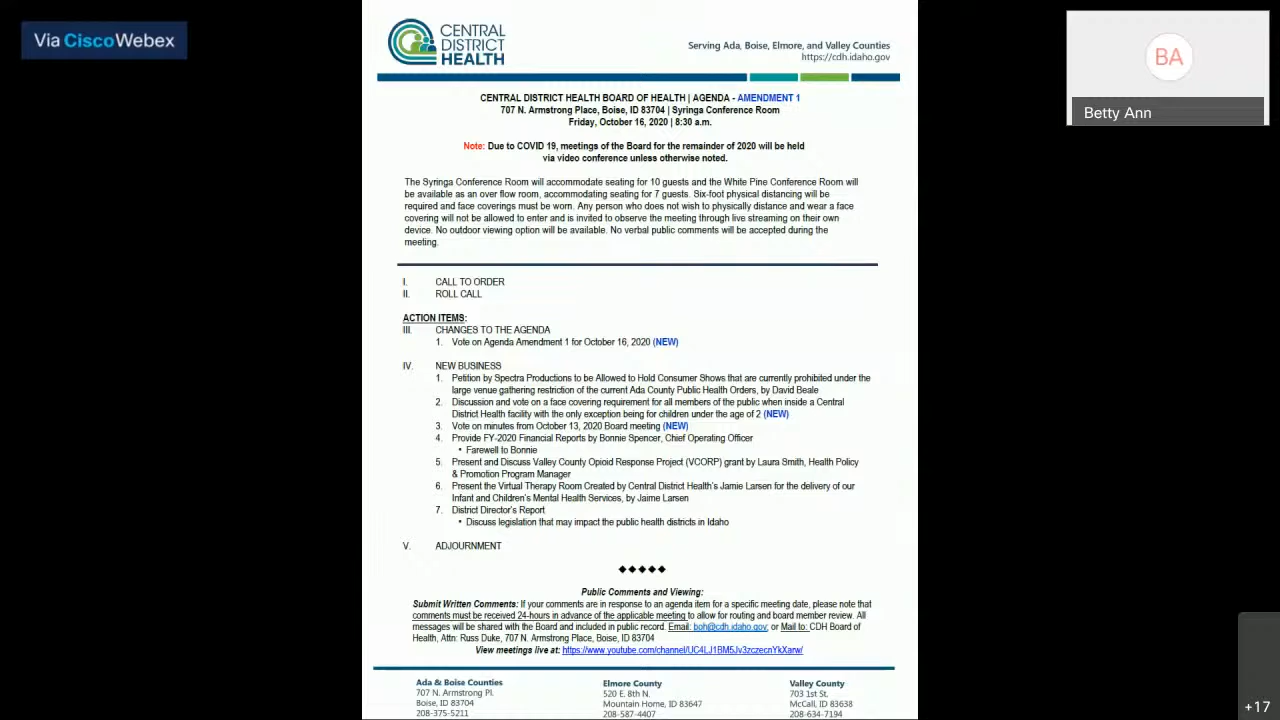 Via CiscoWebex
CENTRAL
DISTRICT
HEALTH
Serving Ada, Boise, Elmore, and Valley Counties
https://cdh.idaho.gov
BA
Betty Ann
CENTRAL DISTRICT HEALTH BOARD OF HEALTH | AGENDA - AMENDMENT 1
707 N. Armstrong Place, Boise, ID 83704 | Syringa Conference Room
Friday, October 16, 2020 | 8:30 a.m.
Note: Due to COVID 19, meetings of the Board for the remainder of 2020 will be held
via video conference unless otherwise noted.
The Syringa Conference Room will accommodate seating for 10 guests and the White Pine Conference Room will
be available as an over flow room, accommodating seating for 7 guests. Six-foot physical distancing will be
required and face coverings must be worn. Any person who does not wish to physically distance and wear a face
covering will not be allowed to enter and is invited to observe the meeting through live streaming on their own
device. No outdoor viewing option will be available. No verbal public comments will be accepted during the
meeting.
I. CALL TO ORDER
II. ROLL CALL
ACTION ITEMS:
III. CHANGES TO THE AGENDA
1. Vote on Agenda Amendment 1 for October 16, 2020 (NEW)
IV. NEW BUSINESS
1. Petition by Spectra Productions to be Allowed to Hold Consumer Shows that are currently prohibited under the
large venue gathering restriction of the current Ada County Public Health Orders, by David Beale
2. Discussion and vote on a face covering requirement for all members of the public when inside a Central
District Health facility with the only exception being for children under the age of 2 (NEW)
3. Vote on minutes from October 13, 2020 Board meeting (NEW)
4. Provide FY-2020 Financial Reports by Bonnie Spencer, Chief Operating Officer
• Farewell to Bonnie
5. Present and Discuss Valley County Opioid Response Project (VCORP) grant by Laura Smith, Health Policy
& Promotion Program Manager
6. Present the Virtual Therapy Room Created by Central District Health's Jamie Larsen for the delivery of our
Infant and Children's Mental Health Services, by Jaime Larsen
7. District Director's Report
• Discuss legislation that may impact the public health districts in Idaho
V. ADJOURNMENT
Public Comments and Viewing:
Submit Written Comments: If your comments are in response to an agenda item for a specific meeting date, please note that
comments must be received 24-hours in advance of the applicable meeting to allow for routing and board member review. All
messages will be shared with the Board and included in public record. Email: boh@cdh.idaho.gov; or Mail to: CDH Board of
Health, Attn: Russ Duke, 707 N. Armstrong Place, Boise, ID 83704
View meetings live at: https://www.youtube.com/channel/UC4LJ1BM5Jv3zczecnYkXarw/
Ada & Boise Counties
707 N. Armstrong Pl.
Boise, ID 83704
208-375-5211
Elmore County
520 E. 8th N.
Mountain Home, ID 83647
208-587-4407
Valley County
703 1st St.
McCall, ID 83638
208-634-7194
+17